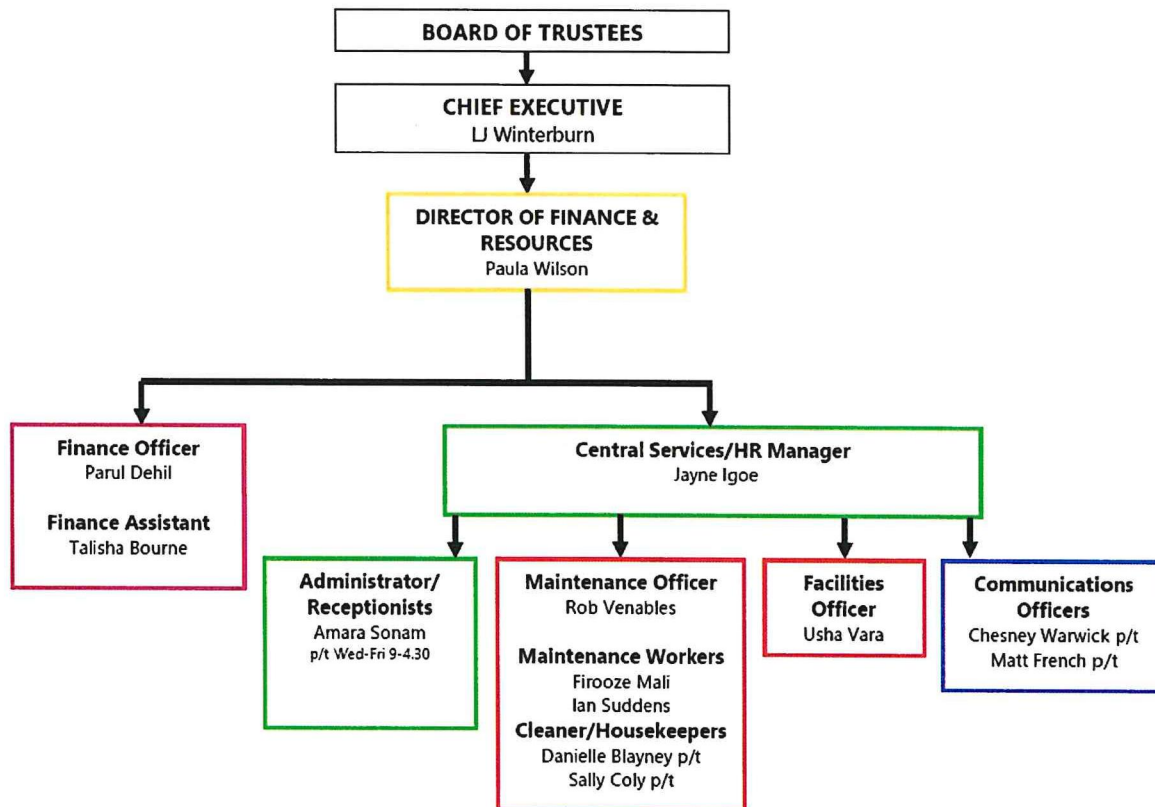 BOARD OF TRUSTEES
CHIEF EXECUTIVE
LJ Winterburn
DIRECTOR OF FINANCE &
RESOURCES
Paula Wilson
Finance Officer
Parul Dehil
Finance Assistant
Talisha Bourne
Central Services/HR Manager
Jayne Igoe
Administrator/
Receptionists
Amara Sonam
p/t Wed-Fri 9-4.30
Maintenance Officer
Rob Venables
Maintenance Workers
Firooze Mali
Ian Suddens
Cleaner/Housekeepers
Danielle Blayney p/t
Sally Coly p/t
Facilities
Officer
Usha Vara
Communications
Officers
Chesney Warwick p/t
Matt French p/t